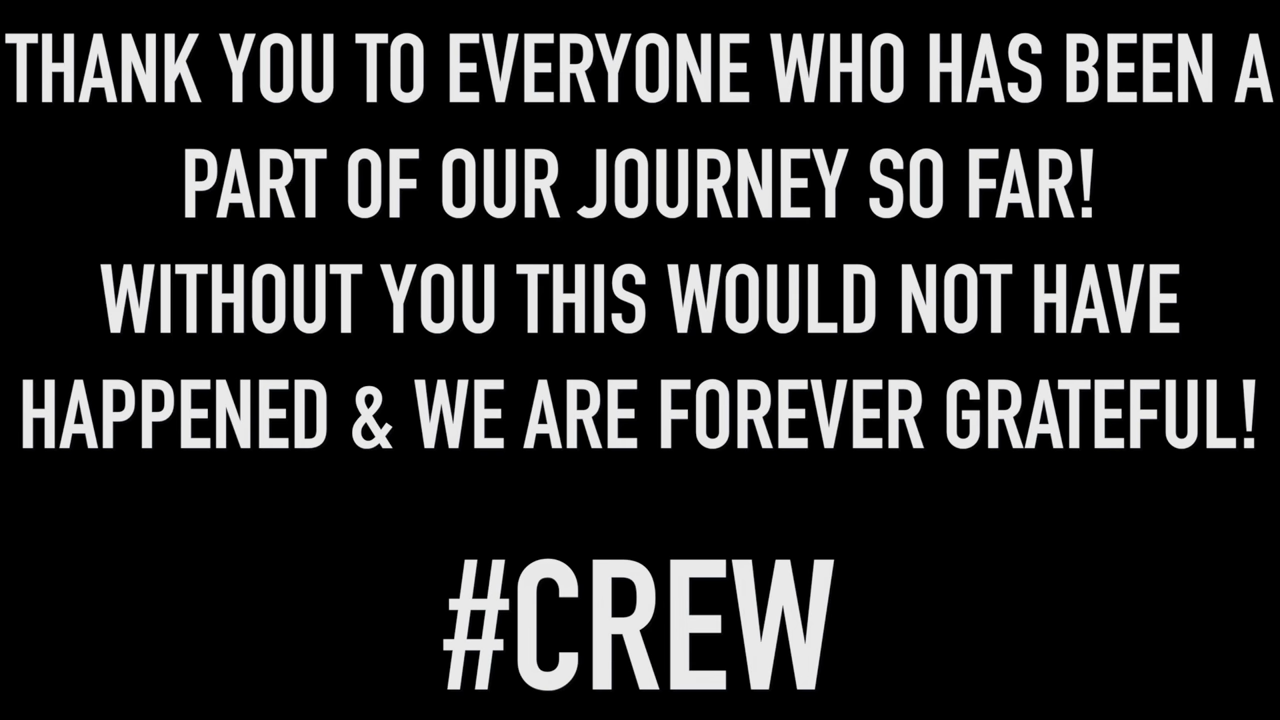 THANK YOU TO EVERYONE WHO HAS BEEN A
PART OF OUR JOURNEY SO FAR!
WITHOUT YOU THIS WOULD NOT HAVE
HAPPENED & WE ARE FOREVER GRATEFUL!
#CREW